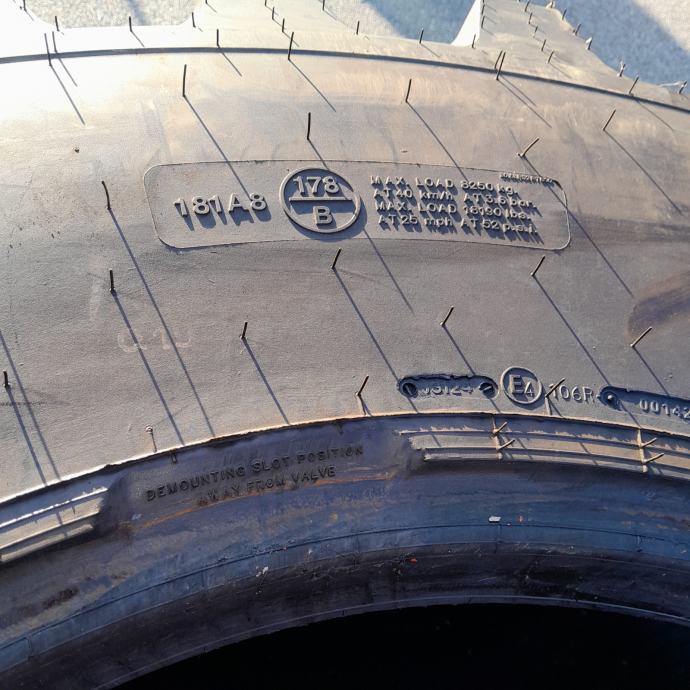 181A8
178
B
MAX. LOAD 8250 kg.
AT 40 km/h AT 3.6 bar.
MAX. LOAD 18190 lbs.
AT 25 mph AT 52 p.s.i.
E4
106R-
00142
DEMOUNTING SLOT POSITION
AWAY FROM VALVE